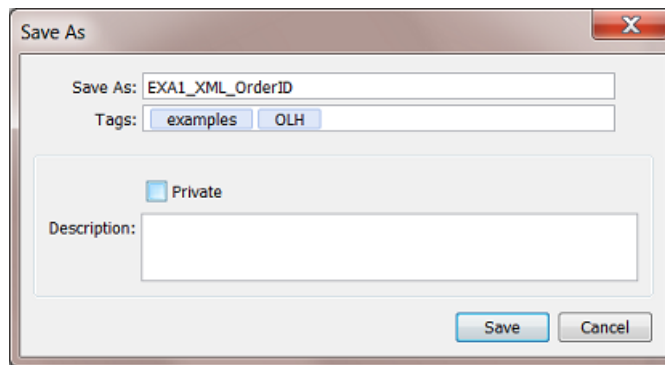 Save As
Save As: EXA1_XML_OrderID
Tags: examples OLH
Private
Description:
Save Cancel